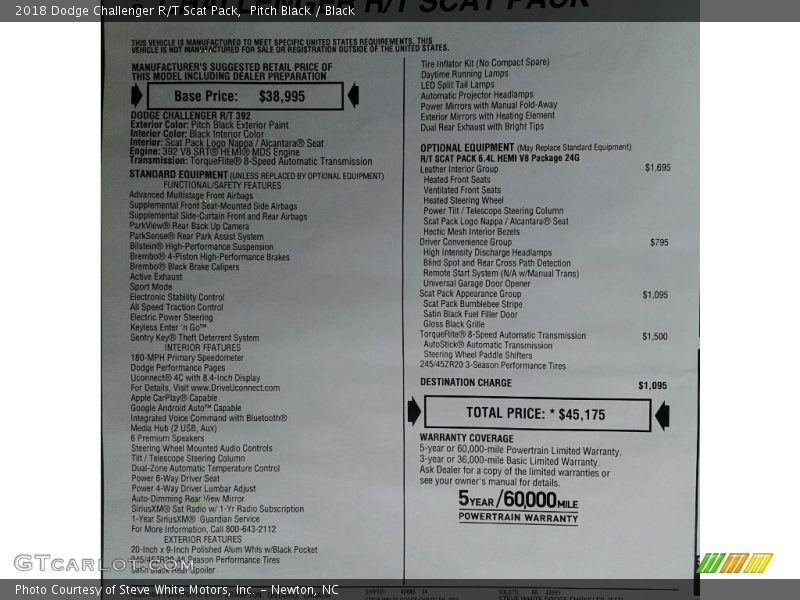 2018 Dodge Challenger R/T Scat Pack,  Pitch Black / Black
CHALLENGER R/T SCAT PACK
THIS VEHICLE IS MANUFACTURED TO MEET SPECIFIC UNITED STATES REQUIREMENTS. THIS
VEHICLE IS NOT MANUFACTURED FOR SALE OR REGISTRATION OUTSIDE OF THE UNITED STATES.
MANUFACTURER'S SUGGESTED RETAIL PRICE OF
THIS MODEL INCLUDING DEALER PREPARATION
Base Price: $38,995
DODGE CHALLENGER R/T 392
Exterior Color: Pitch Black Exterior Paint
Interior Color: Black Interior Color
Interior: Scat Pack Logo Nappa / Alcantara® Seat
Engine: 392 V8 SRT® HEMI® MDS Engine
Transmission: TorqueFlite® 8-Speed Automatic Transmission
STANDARD EQUIPMENT (UNLESS REPLACED BY OPTIONAL EQUIPMENT)
FUNCTIONAL/SAFETY FEATURES
Advanced Multistage Front Airbags
Supplemental Front Seat-Mounted Side Airbags
Supplemental Side-Curtain Front and Rear Airbags
ParkView® Rear Back Up Camera
ParkSense® Rear Park Assist System
Bilstein® High-Performance Suspension
Brembo® 4-Piston High-Performance Brakes
Brembo® Black Brake Calipers
Active Exhaust
Sport Mode
Electronic Stability Control
All Speed Traction Control
Electric Power Steering
Keyless Enter 'n Go™
Sentry Key® Theft Deterrent System
INTERIOR FEATURES
180-MPH Primary Speedometer
Dodge Performance Pages
Uconnect® 4C with 8.4-Inch Display
For Details, Visit www.DriveUconnect.com
Apple CarPlay® Capable
Google Android Auto™ Capable
Integrated Voice Command with Bluetooth®
Media Hub (2 USB, Aux)
6 Premium Speakers
Steering Wheel Mounted Audio Controls
Tilt / Telescope Steering Column
Dual-Zone Automatic Temperature Control
Power 6-Way Driver Seat
Power 4-Way Driver Lumbar Adjust
Auto-Dimming Rear View Mirror
SiriusXM® Sat Radio w/ 1-Yr Radio Subscription
1-Year SiriusXM® Guardian Service
For More Information, Call 800-643-2112
EXTERIOR FEATURES
20-Inch x 9-Inch Polished Alum Whls w/Black Pocket
245/45ZR20 All Season Performance Tires
Satin Black Rear Spoiler
Tire Inflator Kit (No Compact Spare)
Daytime Running Lamps
LED Split Tail Lamps
Automatic Projector Headlamps
Power Mirrors with Manual Fold-Away
Exterior Mirrors with Heating Element
Dual Rear Exhaust with Bright Tips
OPTIONAL EQUIPMENT (May Replace Standard Equipment)
R/T SCAT PACK 6.4L HEMI V8 Package 24G
Leather Interior Group $1,695
Heated Front Seats
Ventilated Front Seats
Heated Steering Wheel
Power Tilt / Telescope Steering Column
Scat Pack Logo Nappa / Alcantara® Seat
Hectic Mesh Interior Bezels
Driver Convenience Group $795
High Intensity Discharge Headlamps
Blind Spot and Rear Cross Path Detection
Remote Start System (N/A w/Manual Trans)
Universal Garage Door Opener
Scat Pack Appearance Group $1,095
Scat Pack Bumblebee Stripe
Satin Black Fuel Filler Door
Gloss Black Grille
TorqueFlite® 8-Speed Automatic Transmission $1,500
AutoStick® Automatic Transmission
Steering Wheel Paddle Shifters
245/45ZR20 3-Season Performance Tires
DESTINATION CHARGE $1,095
TOTAL PRICE: * $45,175
WARRANTY COVERAGE
5-year or 60,000-mile Powertrain Limited Warranty.
3-year or 36,000-mile Basic Limited Warranty.
Ask Dealer for a copy of the limited warranties or
see your owner's manual for details.
5YEAR/60,000MILE
POWERTRAIN WARRANTY
GTcarlot.com
Photo Courtesy of Steve White Motors, Inc. - Newton, NC